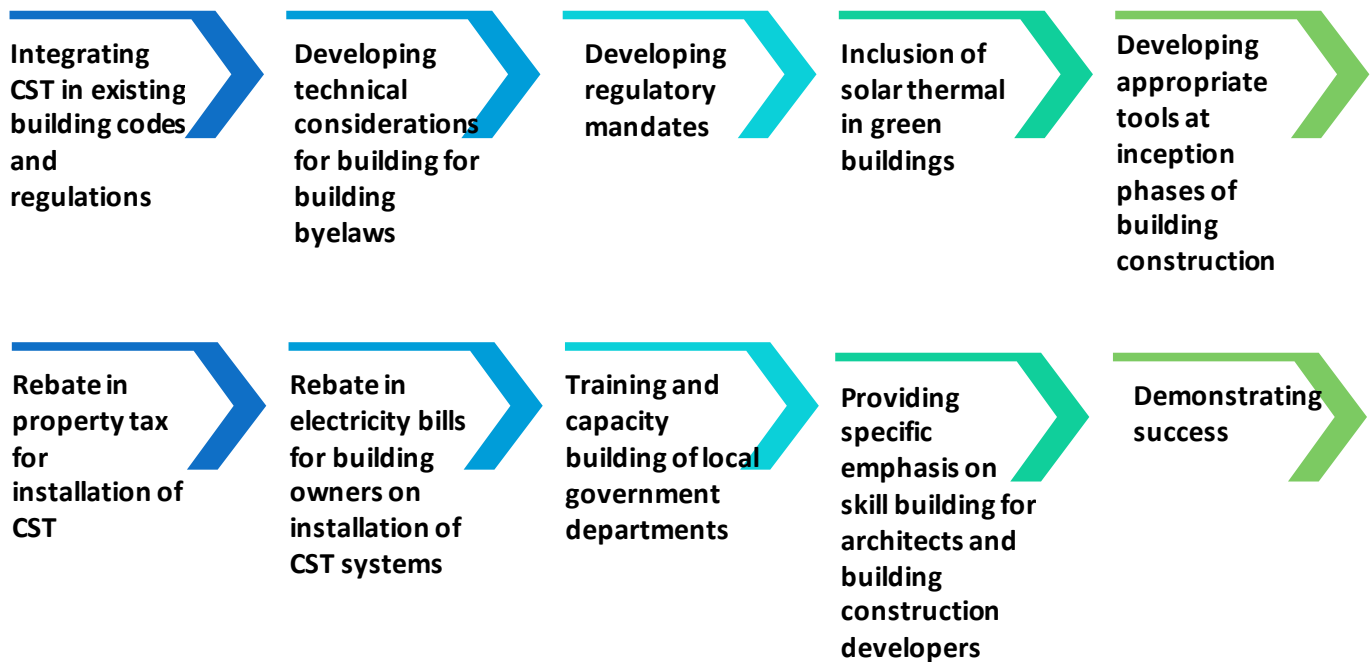 Integrating
CST in existing
building codes
and
regulations
Developing
technical
considerations
for building for
building
byelaws
Developing
regulatory
mandates
Inclusion of
solar thermal
in green
buildings
Developing
appropriate
tools at
inception
phases of
building
construction
Rebate in
property tax
for
installation of
CST
Rebate in
electricity bills
for building
owners on
installation of
CST systems
Training and
capacity
building of local
government
departments
Providing
specific
emphasis on
skill building for
architects and
building
construction
developers
Demonstrating
success